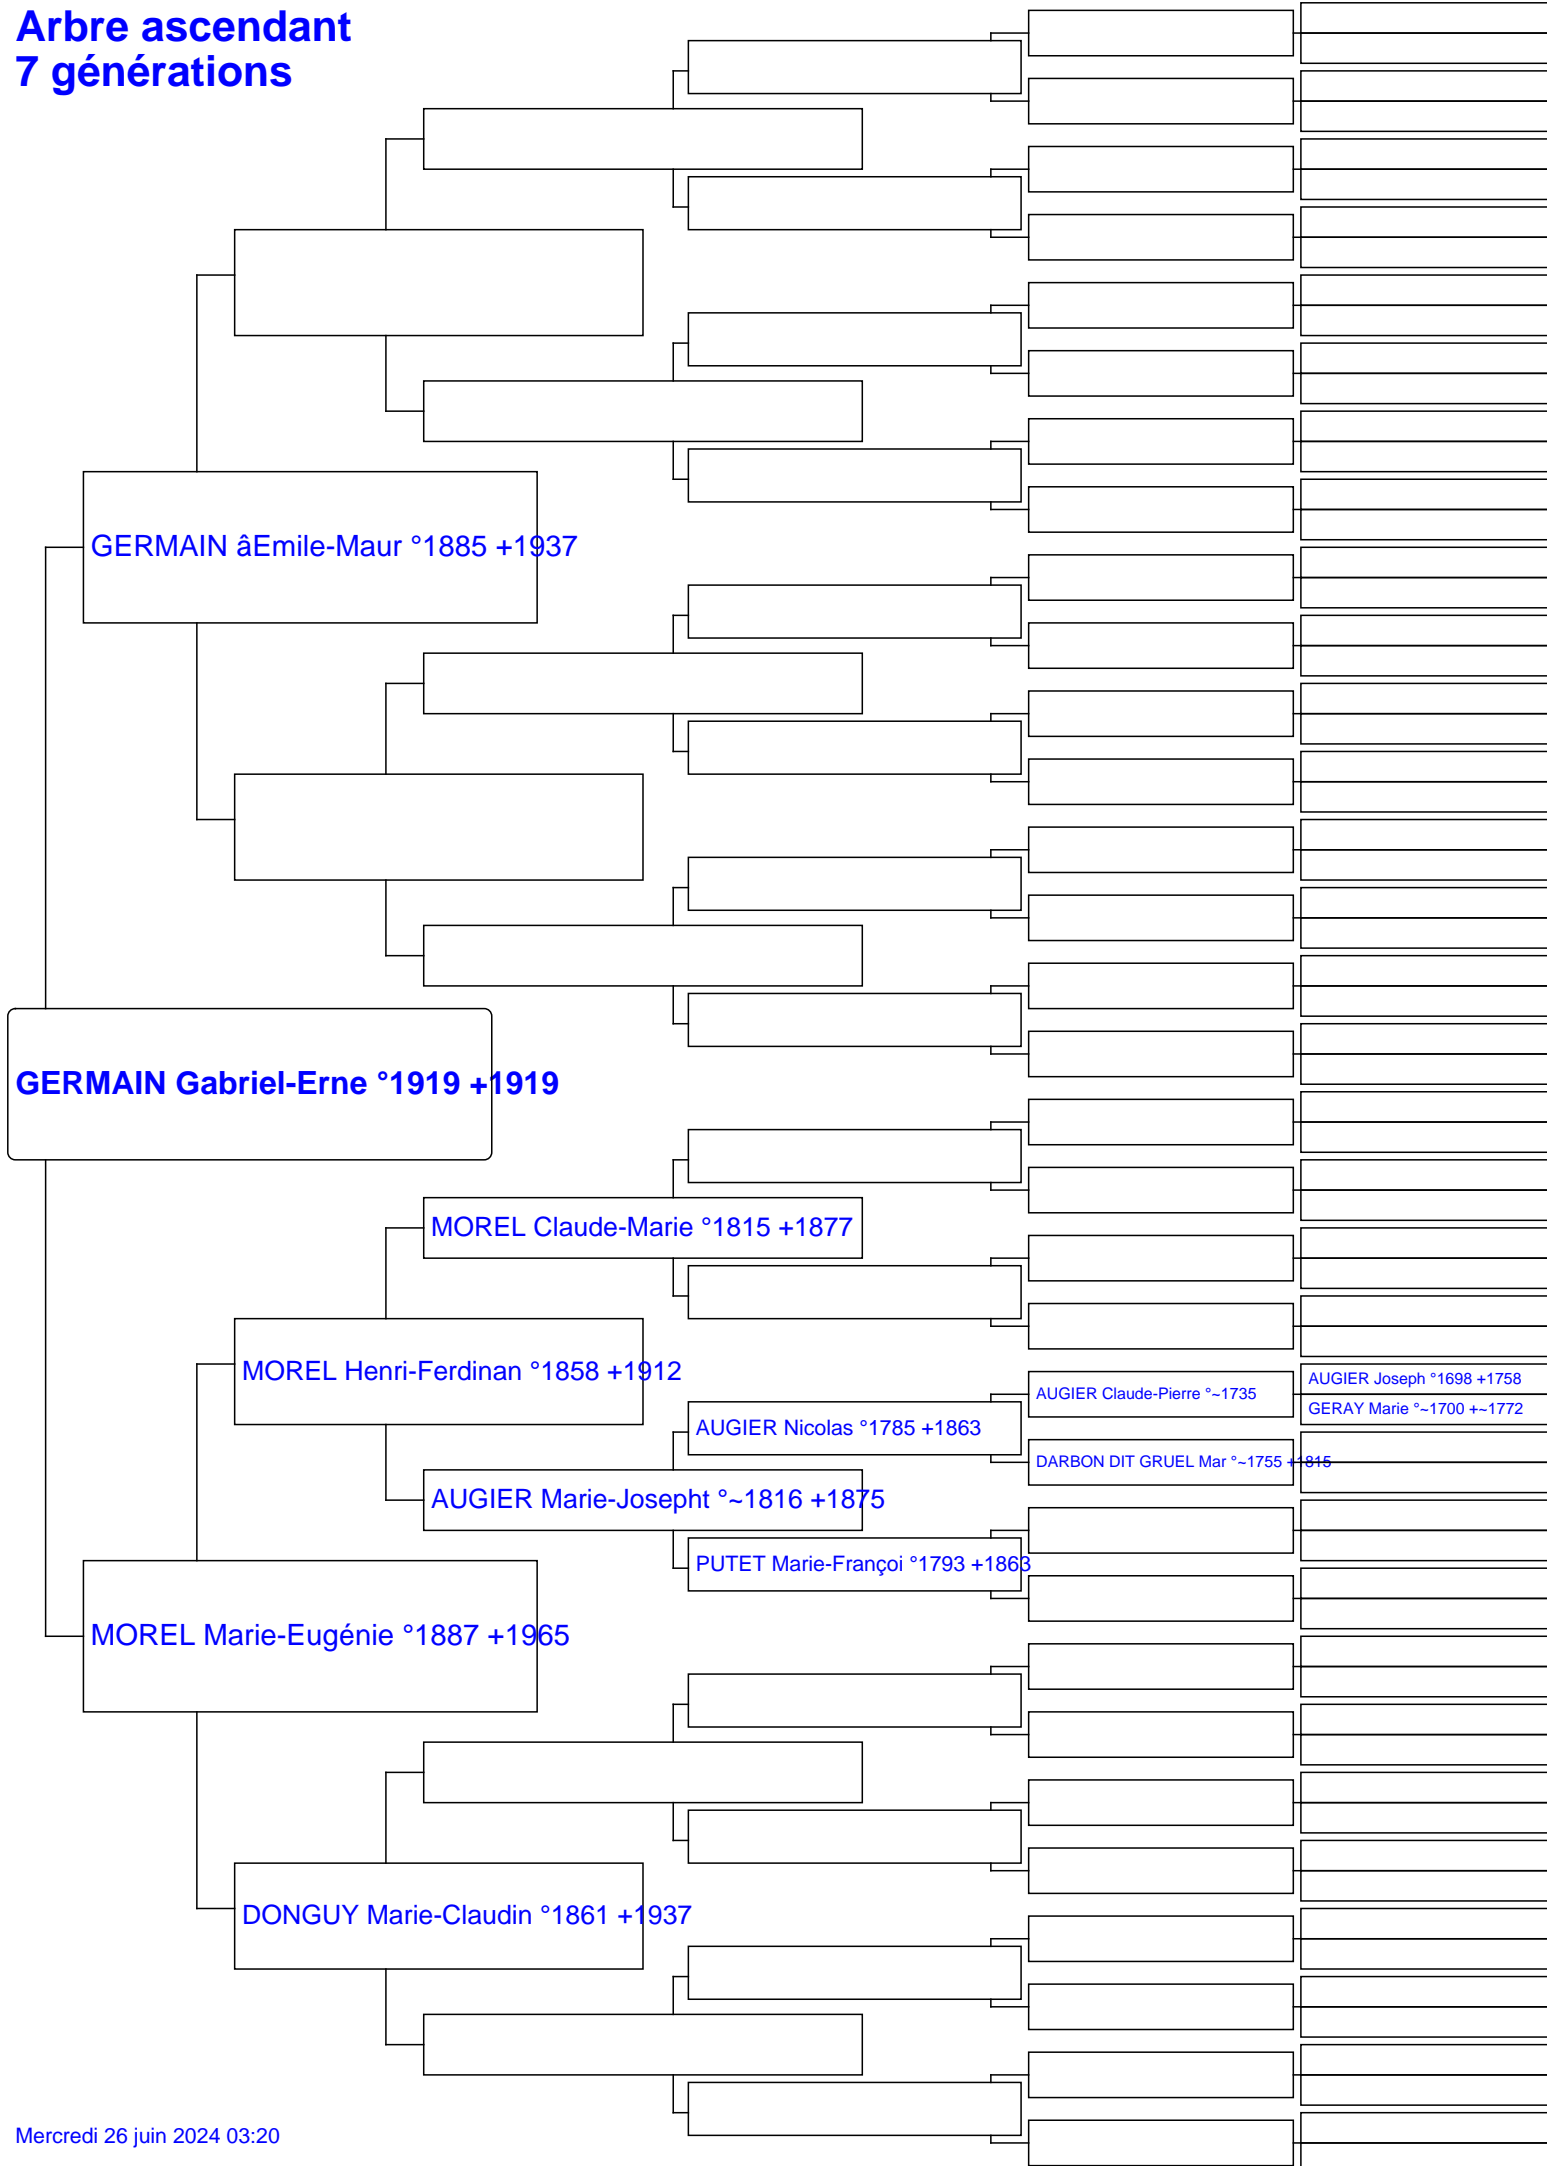 Arbre ascendant
7 générations
GERMAIN âEmile-Maur °1885 +1937
GERMAIN Gabriel-Erne °1919 +1919
MOREL Claude-Marie °1815 +1877
MOREL Henri-Ferdinan °1858 +1912
AUGIER Joseph °1698 +1758
AUGIER Claude-Pierre °~1735
GERAY Marie °~1700 +~1772
AUGIER Nicolas °1785 +1863
DARBON DIT GRUEL Mar °~1755 +1815
AUGIER Marie-Josepht °~1816 +1875
PUTET Marie-Françoi °1793 +1863
MOREL Marie-Eugénie °1887 +1965
DONGUY Marie-Claudin °1861 +1937
Mercredi 26 juin 2024 03:20